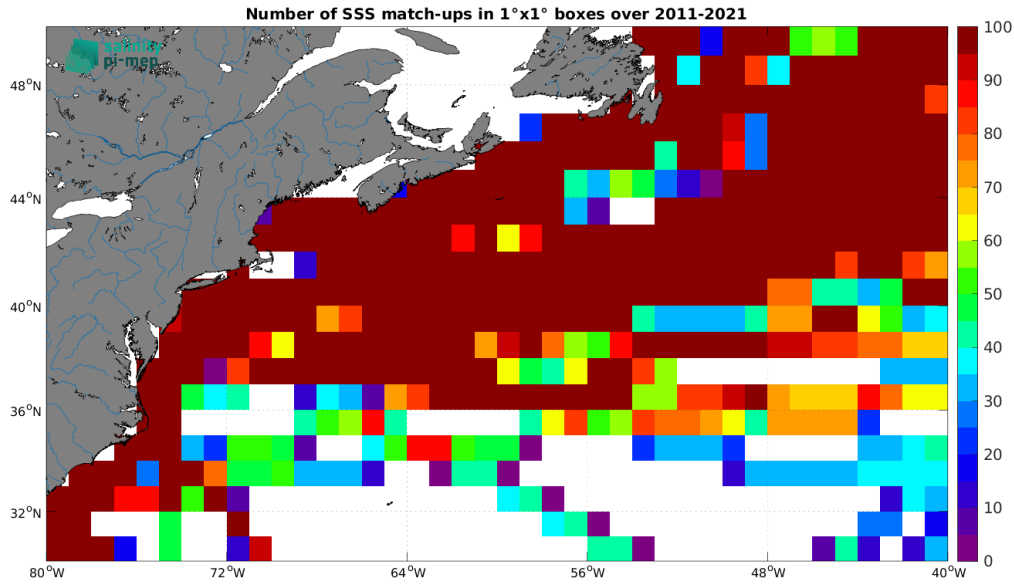 Number of SSS match-ups in 1°x1° boxes over 2011-2021
salinity
pi-mep
48°N
44°N
40°N
36°N
32°N
80°W
72°W
64°W
56°W
48°W
40°W
100
90
80
70
60
50
40
30
20
10
0